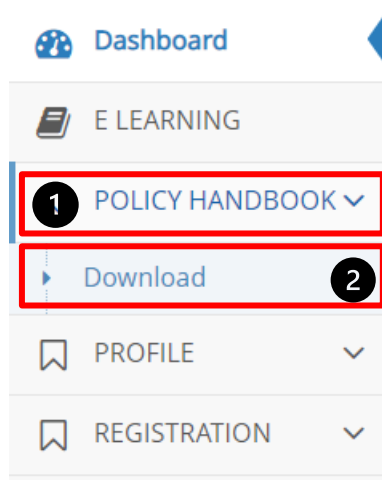 Dashboard
E LEARNING
1 POLICY HANDBOOK
Download 2
PROFILE
REGISTRATION